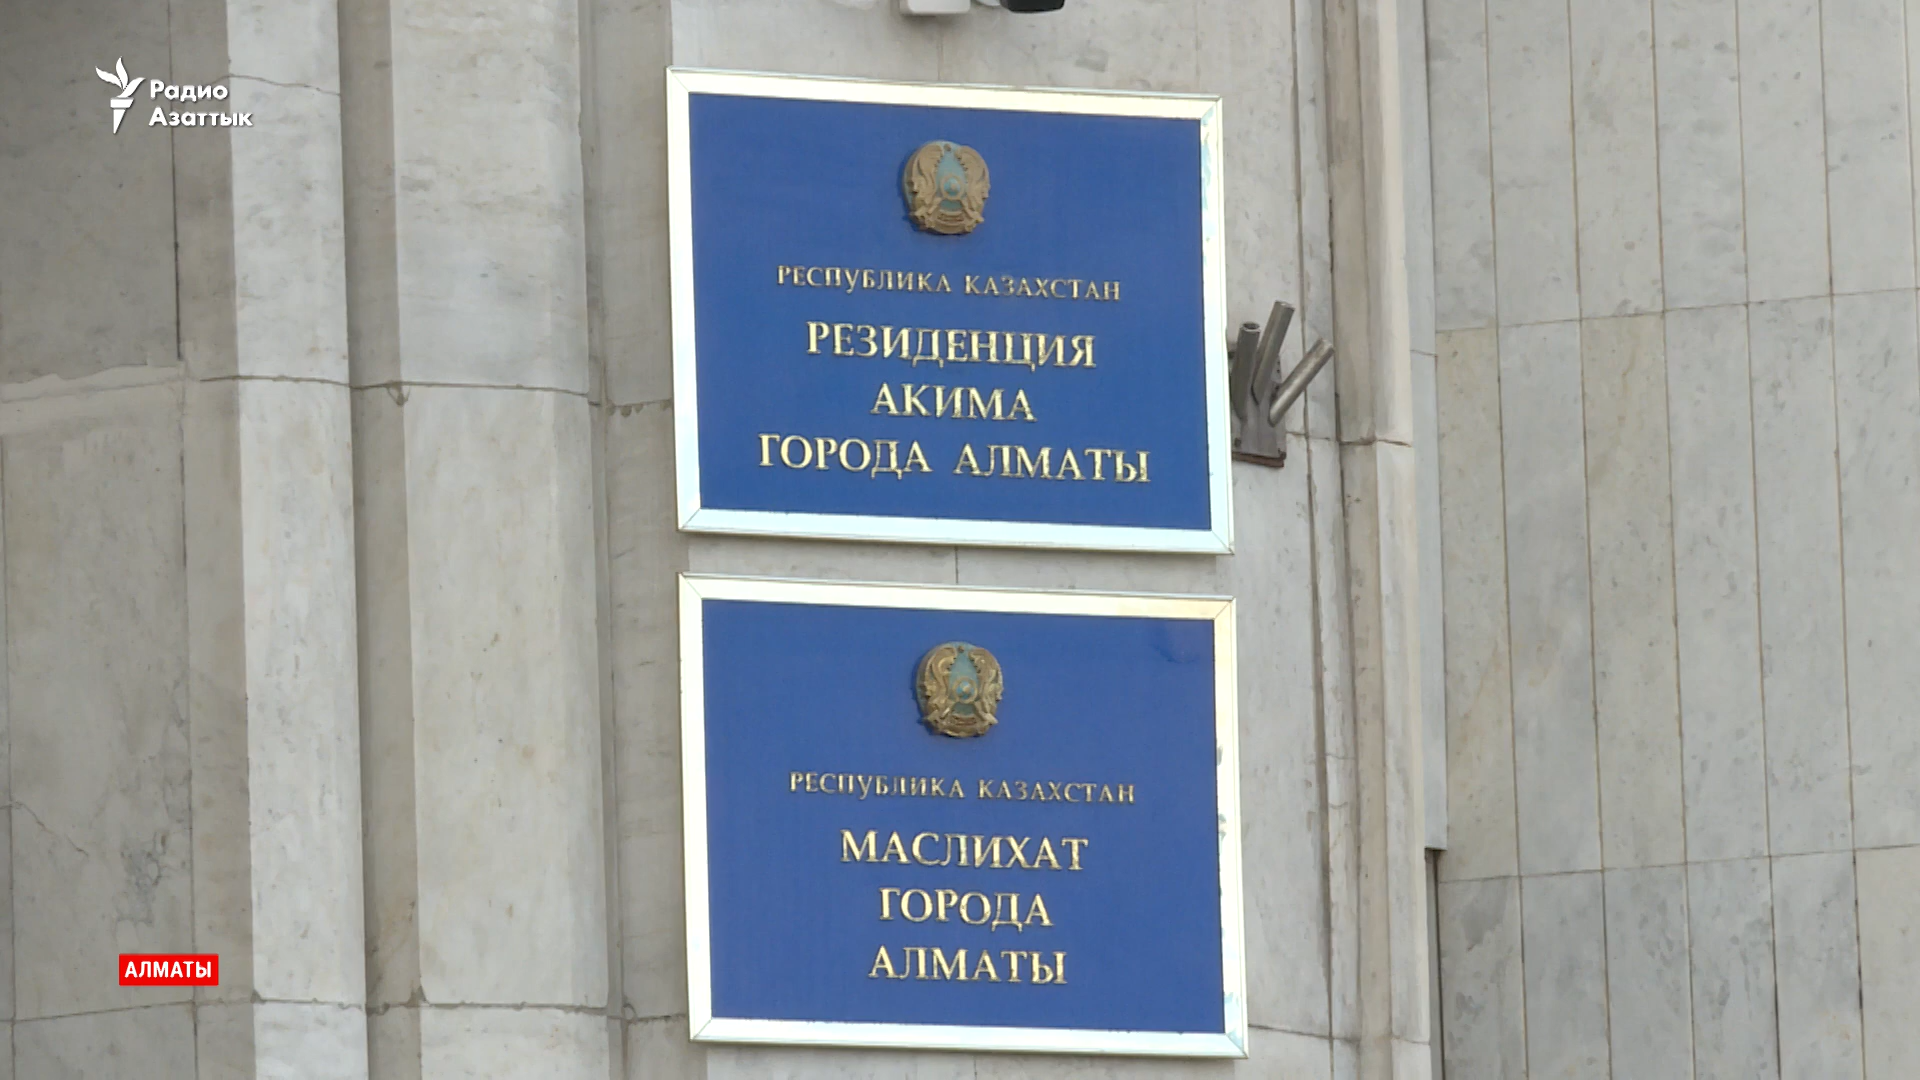 Радио
Азаттык
РЕСПУБЛИКА КАЗАХСТАН
РЕЗИДЕНЦИЯ
АКИМА
ГОРОДА АЛМАТЫ
РЕСПУБЛИКА КАЗАХСТАН
МАСЛИХАТ
ГОРОДА
АЛМАТЫ
АЛМАТЫ